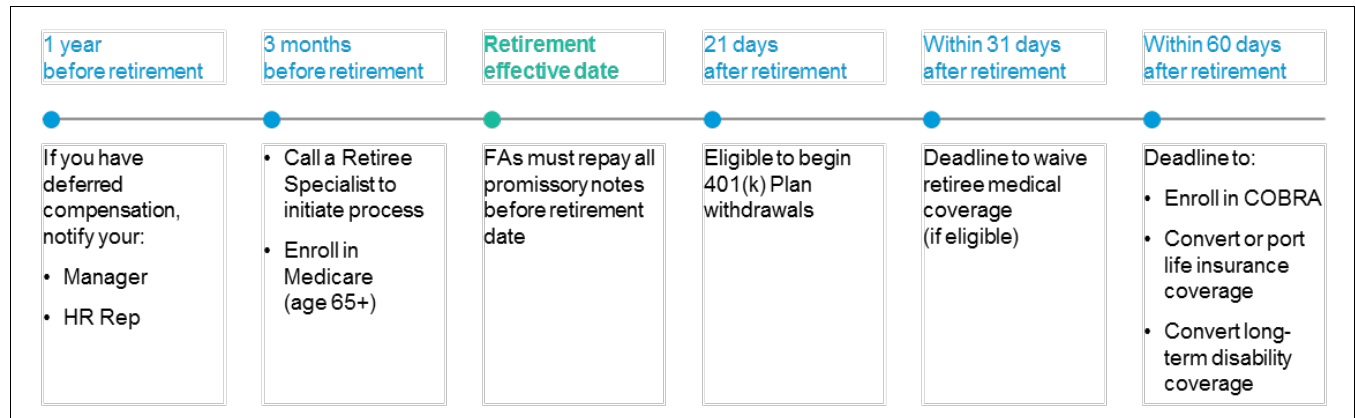 1 year
before retirement
3 months
before retirement
Retirement
effective date
21 days
after retirement
Within 31 days
after retirement
Within 60 days
after retirement
If you have
deferred
compensation,
notify your:
• Manager
• HR Rep
• Call a Retiree
Specialist to
initiate process
• Enroll in
Medicare
(age 65+)
FAs must repay all
promissory notes
before retirement
date
Eligible to begin
401(k) Plan
withdrawals
Deadline to waive
retiree medical
coverage
(if eligible)
Deadline to:
• Enroll in COBRA
• Convert or port
life insurance
coverage
• Convert long-
term disability
coverage